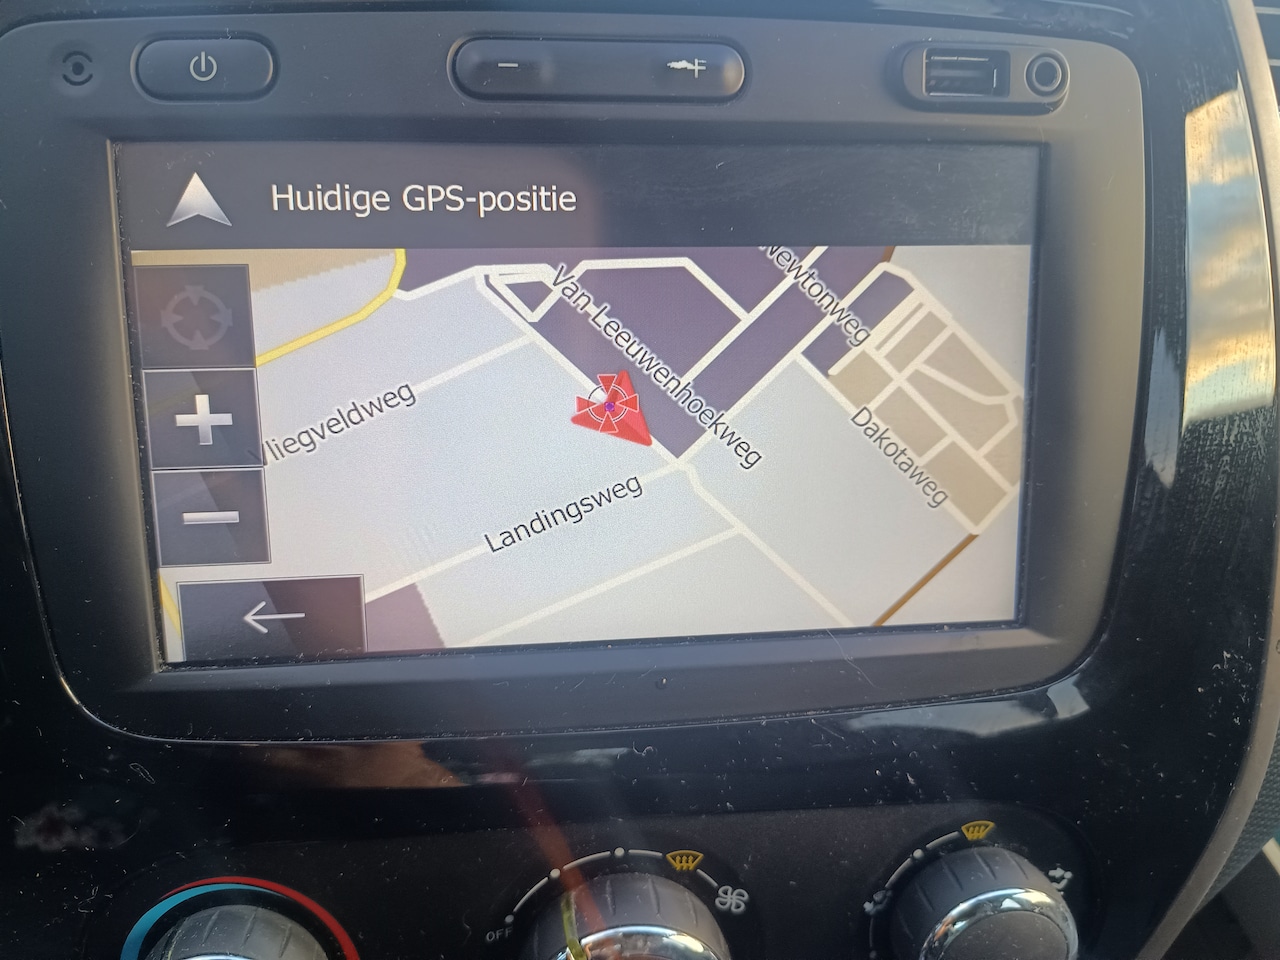 Huidige GPS-positie
Newtonweg
Van Leeuwenhoekweg
Vliegveldweg
Dakotaweg
Landingsweg
OFF